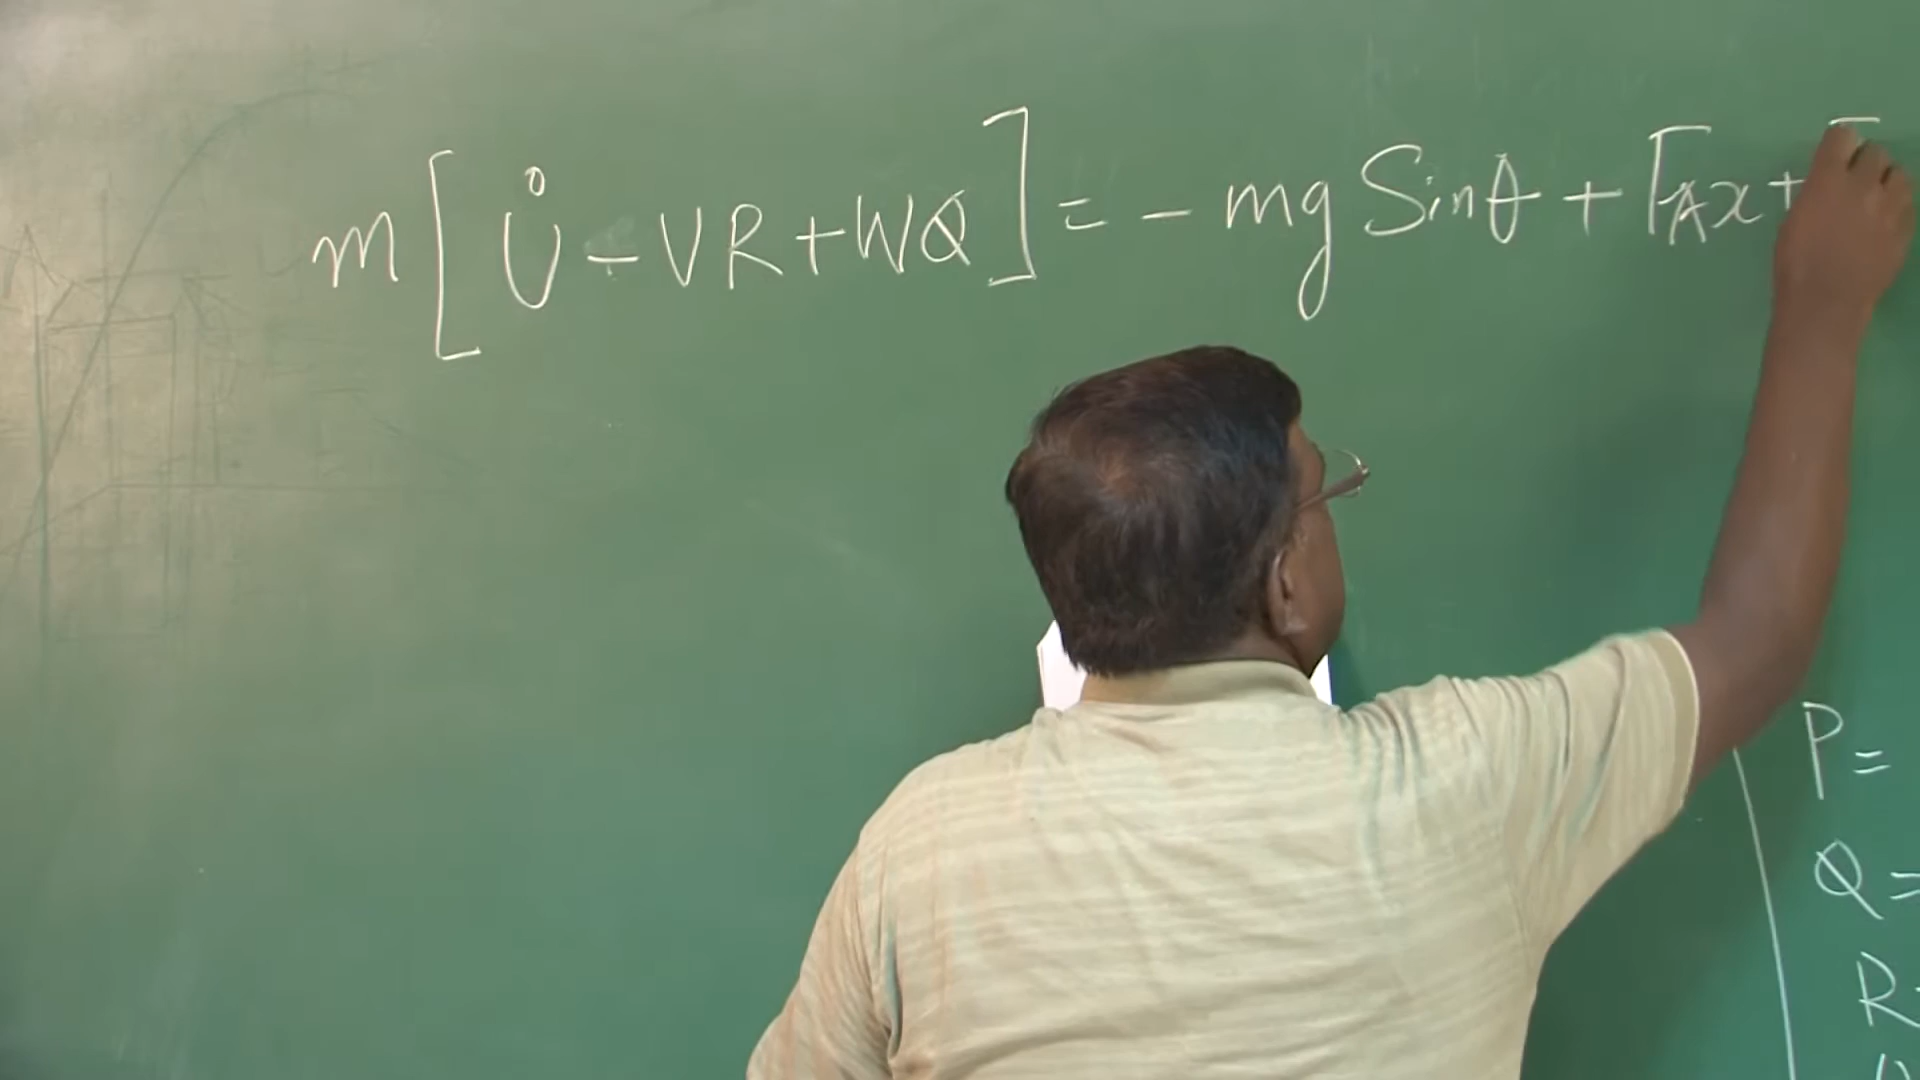 m[U̇ - VR + WQ] = - mg Sinθ + F_Ax +
P =
Q =
R